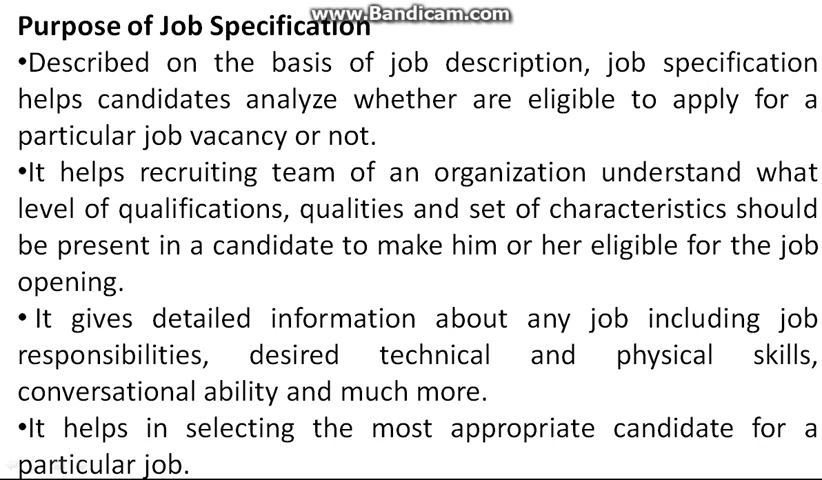 www.Bandicam.com
Purpose of Job Specification
•Described on the basis of job description, job specification
helps candidates analyze whether are eligible to apply for a
particular job vacancy or not.
•It helps recruiting team of an organization understand what
level of qualifications, qualities and set of characteristics should
be present in a candidate to make him or her eligible for the job
opening.
• It gives detailed information about any job including job
responsibilities, desired technical and physical skills,
conversational ability and much more.
•It helps in selecting the most appropriate candidate for a
particular job.